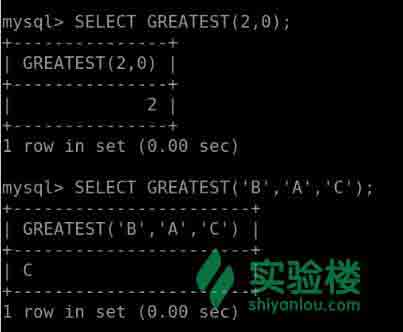 mysql> SELECT GREATEST(2,0);
+---------------+
| GREATEST(2,0) |
+---------------+
|             2 |
+---------------+
1 row in set (0.00 sec)
mysql> SELECT GREATEST('B','A','C');
+-----------------------+
| GREATEST('B','A','C') |
+-----------------------+
| C                     |
+-----------------------+
1 row in set (0.00 sec)
实验楼
shiyanlou.com